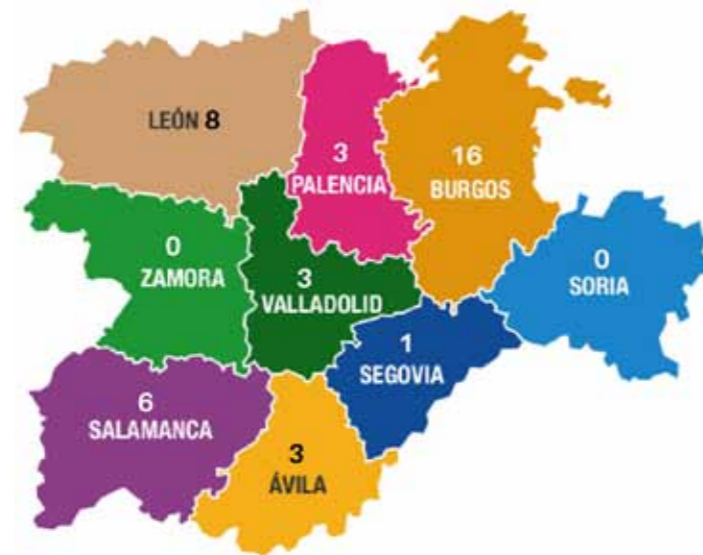 LEÓN 8
3
PALENCIA
16
BURGOS
0
ZAMORA
3
VALLADOLID
0
SORIA
1
SEGOVIA
6
SALAMANCA
3
ÁVILA